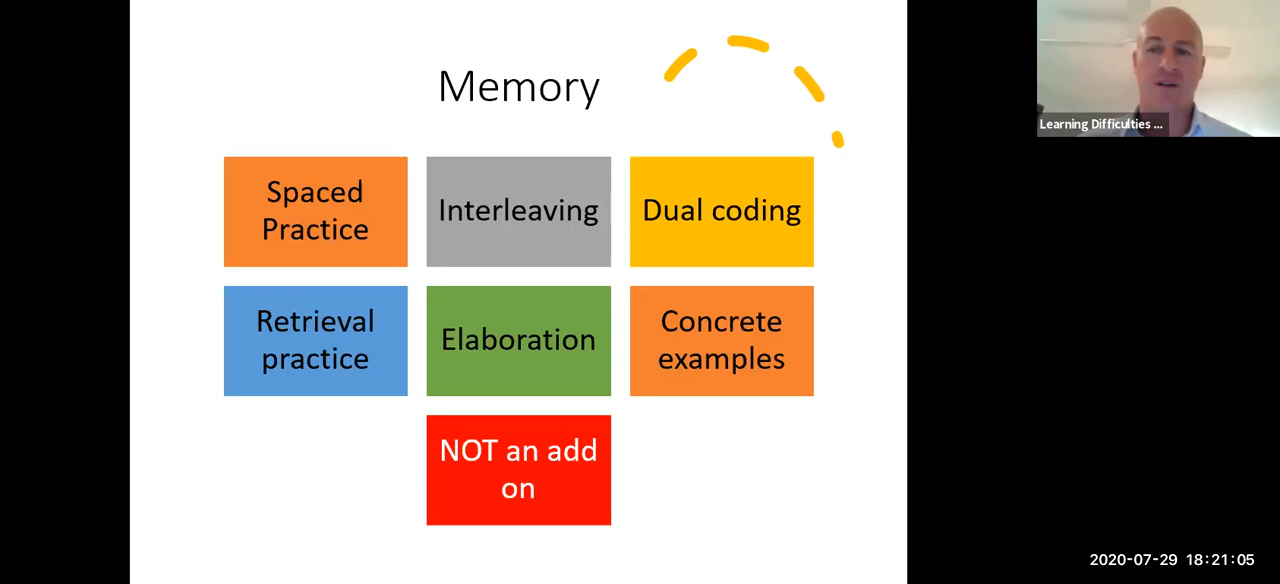 Memory
Learning Difficulties ...
Spaced
Practice
Interleaving
Dual coding
Retrieval
practice
Elaboration
Concrete
examples
NOT an add
on
2020-07-29 18:21:05